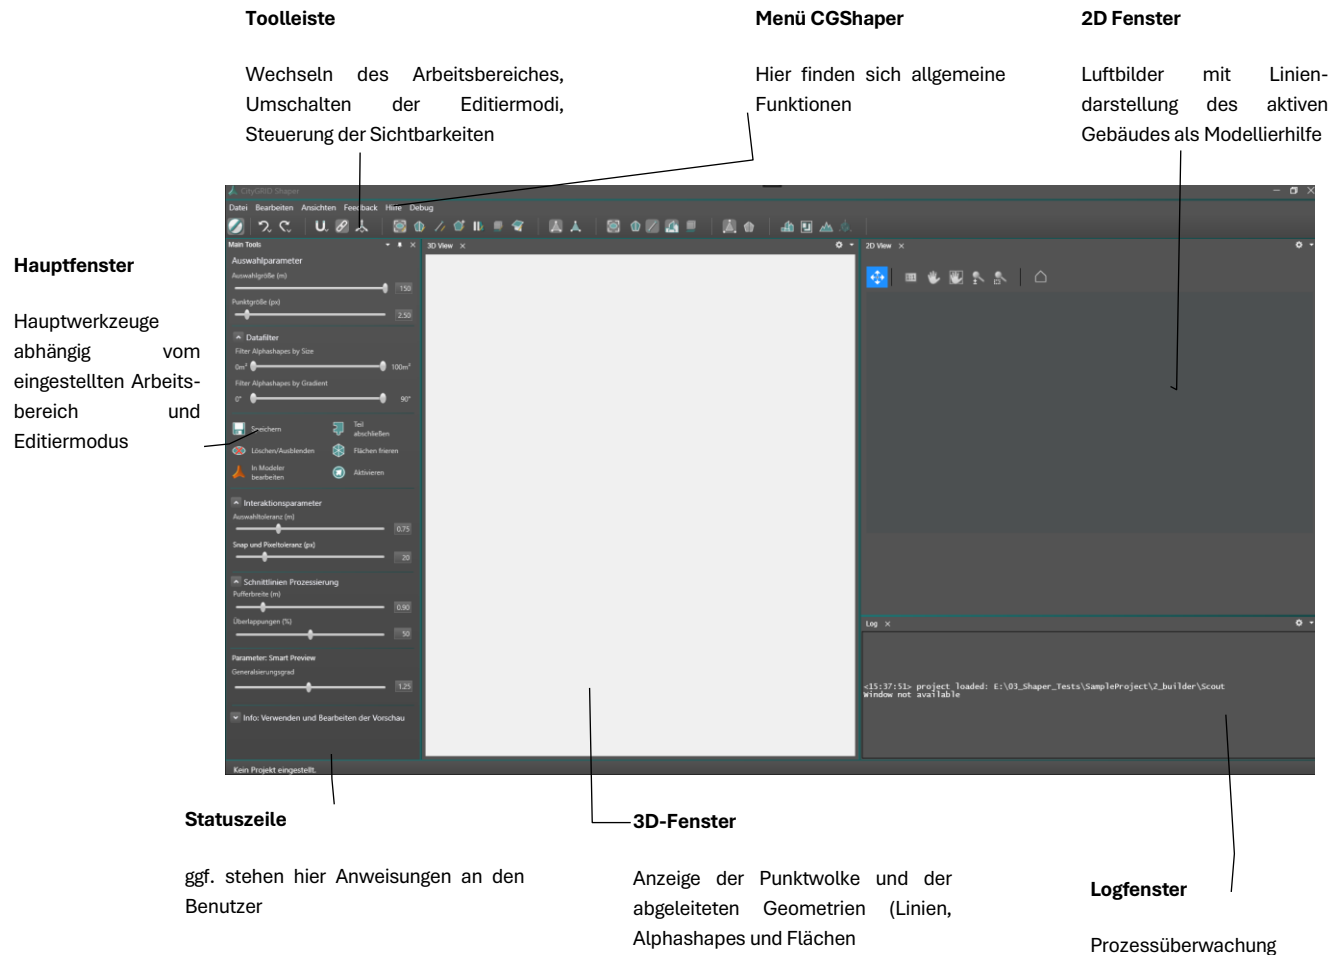 Toolleiste
Menü CGShaper
2D Fenster
Wechseln des Arbeitsbereiches,
Umschalten der Editiermodi,
Steuerung der Sichtbarkeiten
Hier finden sich allgemeine
Funktionen
Luftbilder mit Linien-
darstellung des aktiven
Gebäudes als Modellierhilfe
CityGRID Shaper
Datei Bearbeiten Ansichten Feedback Hilfe Debug
Main Tools
3D View
2D View
Hauptfenster
Hauptwerkzeuge
abhängig vom
eingestellten Arbeits-
bereich und
Editiermodus
Auswahlparameter
Auswahlgröße (m)
150
Punktgröße (px)
2.50
Datafilter
Filter Alphashapes by Size
0m² 100m²
Filter Alphashapes by Gradient
0° 90°
Speichern
Teil
abschließen
Löschen/Ausblenden
Flächen frieren
In Modeler
bearbeiten
Aktivieren
Interaktionsparameter
Auswahltoleranz (m)
0.75
Snap und Pixeltoleranz (px)
20
Schnittlinien Prozessierung
Pufferbreite (m)
0.90
Überlappungen (%)
50
Parameter: Smart Preview
Generalisierungsgrad
1.25
Info: Verwenden und Bearbeiten der Vorschau
Kein Projekt eingestellt.
Log
<15:37:51> project loaded: E:\03_Shaper_Tests\SampleProject\2_builder\Scout
Window not available
Statuszeile
ggf. stehen hier Anweisungen an den
Benutzer
3D-Fenster
Anzeige der Punktwolke und der
abgeleiteten Geometrien (Linien,
Alphashapes und Flächen
Logfenster
Prozessüberwachung